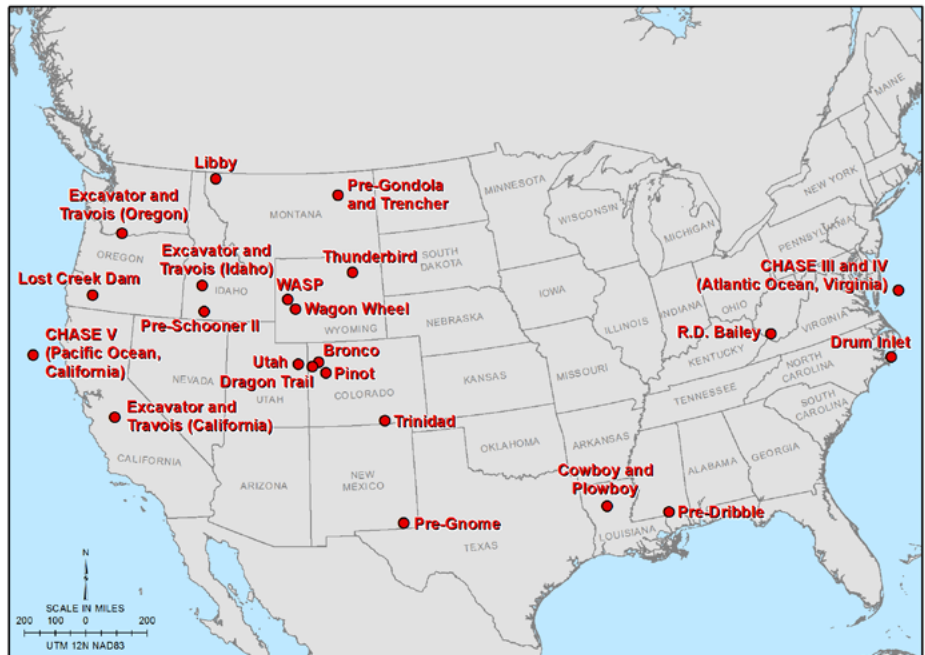 MAINE
Libby
Pre-Gondola
and Trencher
MONTANA
MINNESOTA
NEW YORK
WISCONSIN
MICHIGAN
Excavator and
Travois (Oregon)
OREGON
PENNSYLVANIA
Excavator and
Travois (Idaho)
IDAHO
Thunderbird
SOUTH
DAKOTA
CHASE III and IV
(Atlantic Ocean, Virginia)
Lost Creek Dam
WASP
Wagon Wheel
IOWA
ILLINOIS
INDIANA
OHIO
Pre-Schooner II
WYOMING
NEBRASKA
R.D. Bailey
VIRGINIA
Drum Inlet
CHASE V
(Pacific Ocean,
California)
Utah
Bronco
Dragon Trail
Pinot
NEVADA
UTAH
COLORADO
KANSAS
MISSOURI
KENTUCKY
NORTH
CAROLINA
TENNESSEE
SOUTH
CAROLINA
Excavator and
Travois (California)
Trinidad
CALIFORNIA
ARIZONA
NEW
MEXICO
OKLAHOMA
ARKANSAS
ALABAMA
GEORGIA
Cowboy and
Plowboy
Pre-Gnome
Pre-Dribble
TEXAS
LOUISIANA
N
SCALE IN MILES
200 100 0 200
UTM 12N NAD83